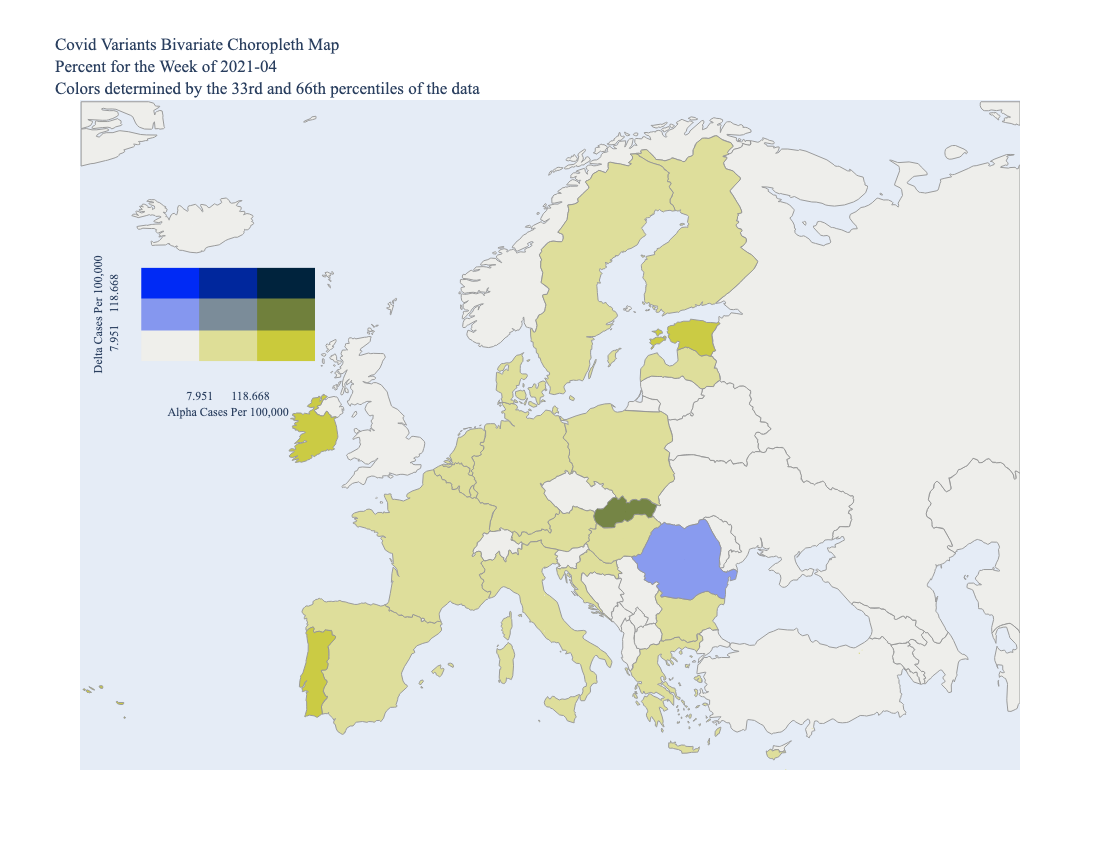 Covid Variants Bivariate Choropleth Map
Percent for the Week of 2021-04
Colors determined by the 33rd and 66th percentiles of the data
Delta Cases Per 100,000
7.951 118.668
7.951 118.668
Alpha Cases Per 100,000